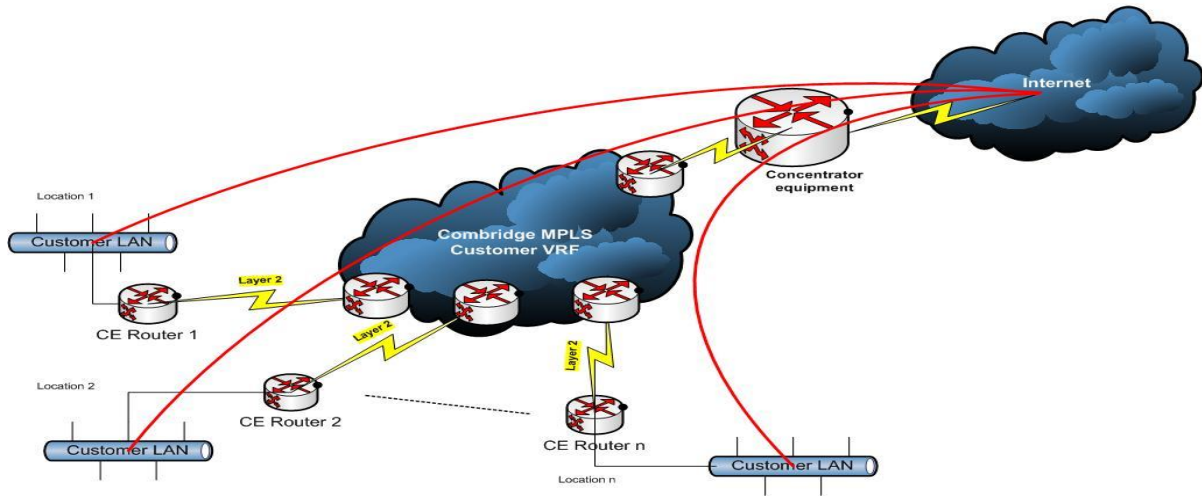 Internet
Concentrator
equipment
Location 1
Customer LAN
Combridge MPLS
Customer VRF
Layer 2
CE Router 1
Layer 2
Layer 2
Location 2
CE Router 2
CE Router n
Customer LAN
Customer LAN
Location n